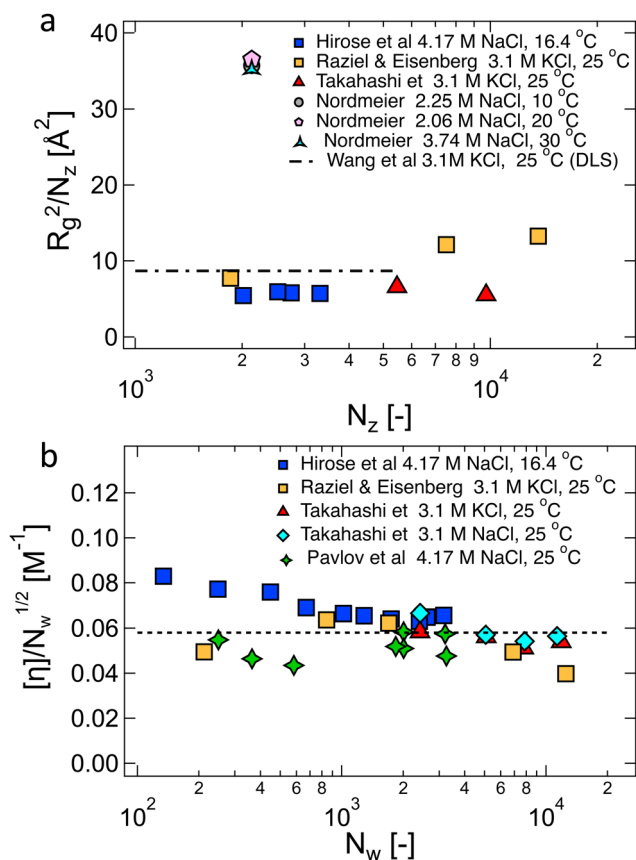 a
40
30
20
10
0
R_g^2/N_z [Å^2]
Hirose et al 4.17 M NaCl, 16.4 °C
Raziel & Eisenberg 3.1 M KCl, 25 °C
Takahashi et 3.1 M KCl, 25 °C
Nordmeier 2.25 M NaCl, 10 °C
Nordmeier 2.06 M NaCl, 20 °C
Nordmeier 3.74 M NaCl, 30 °C
Wang et al 3.1M KCl, 25 °C (DLS)
10^3 2 3 4 5 6 7 8 9 10^4 2
N_z [-]
b
0.12
0.10
0.08
0.06
0.04
0.02
0.00
[η]/N_w^1/2 [M^-1]
Hirose et al 4.17 M NaCl, 16.4 °C
Raziel & Eisenberg 3.1 M KCl, 25 °C
Takahashi et 3.1 M KCl, 25 °C
Takahashi et 3.1 M NaCl, 25 °C
Pavlov et al 4.17 M NaCl, 25 °C
10^2 2 4 6 8 10^3 2 4 6 8 10^4 2
N_w [-]